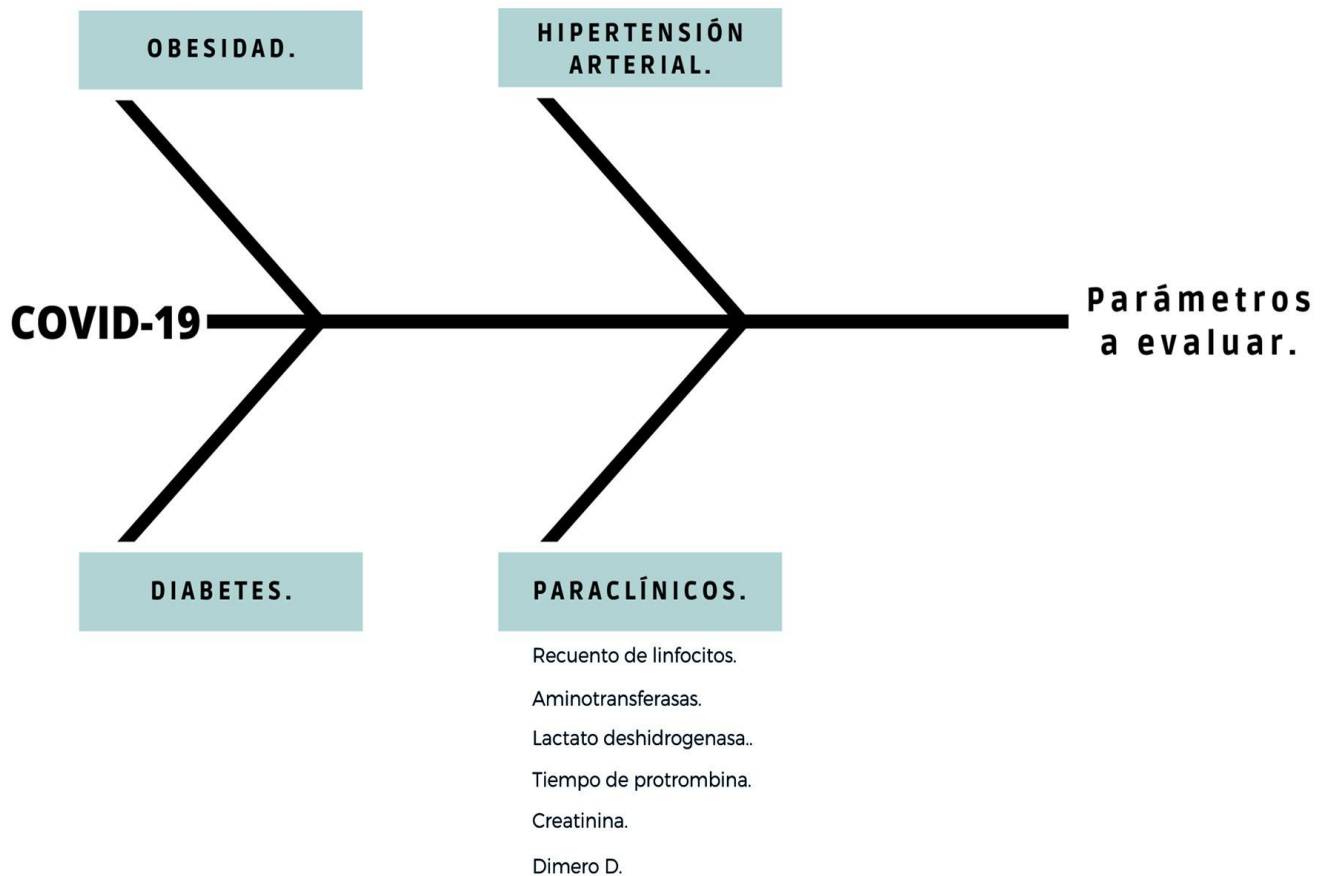 OBESIDAD.
HIPERTENSIÓN
ARTERIAL.
COVID-19
Parámetros
a evaluar.
DIABETES.
PARACLÍNICOS.
Recuento de linfocitos.
Aminotransferasas.
Lactato deshidrogenasa..
Tiempo de protrombina.
Creatinina.
Dimero D.